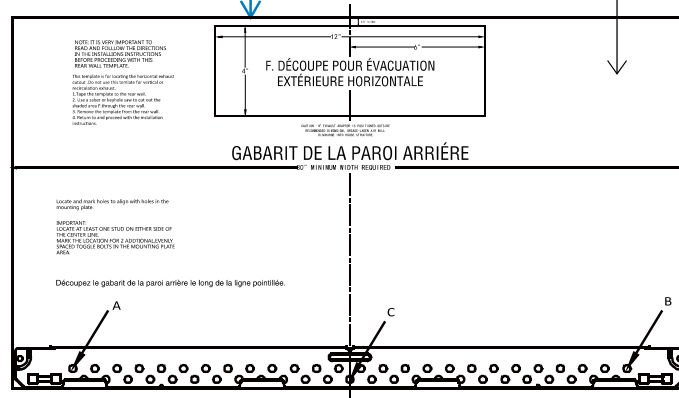 12"
6"
4"
F. DÉCOUPE POUR ÉVACUATION
EXTÉRIEURE HORIZONTALE
NOTE: IT IS VERY IMPORTANT TO
READ AND FOLLLOW THE DIRECTIONS
IN THE INSTALLIONS INSTRUCTIONS
BEFORE PROCEEDING WITH THIS
REAR WALL TEMPLATE.
This template is for locating the horizontal exhaust
cutout. Do not use this template for vertical or
recirculation exhaust.
1.Tape the template to the rear wall.
2. Use a saber or keyhole saw to cut out the
shaded area F through the rear wall.
3. Remove the template from the rear wall.
4. Return to and proceed with the installation
instructions.
GABARIT DE LA PAROI ARRIÉRE
30" MINIMUM WIDTH REQUIRED
Locate and mark holes to align with holes in the
mounting plate.
IMPORTANT:
LOCATE AT LEAST ONE STUD ON EITHER SIDE OF
THE CENTER LINE.
MARK THE LOCATION FOR 2 ADDTIONAL,EVENLY
SPACED TOGGLE BOLTS IN THE MOUNTING PLATE
AREA.
Découpez le gabarit de la paroi arrière le long de la ligne pointillée.
A
C
B